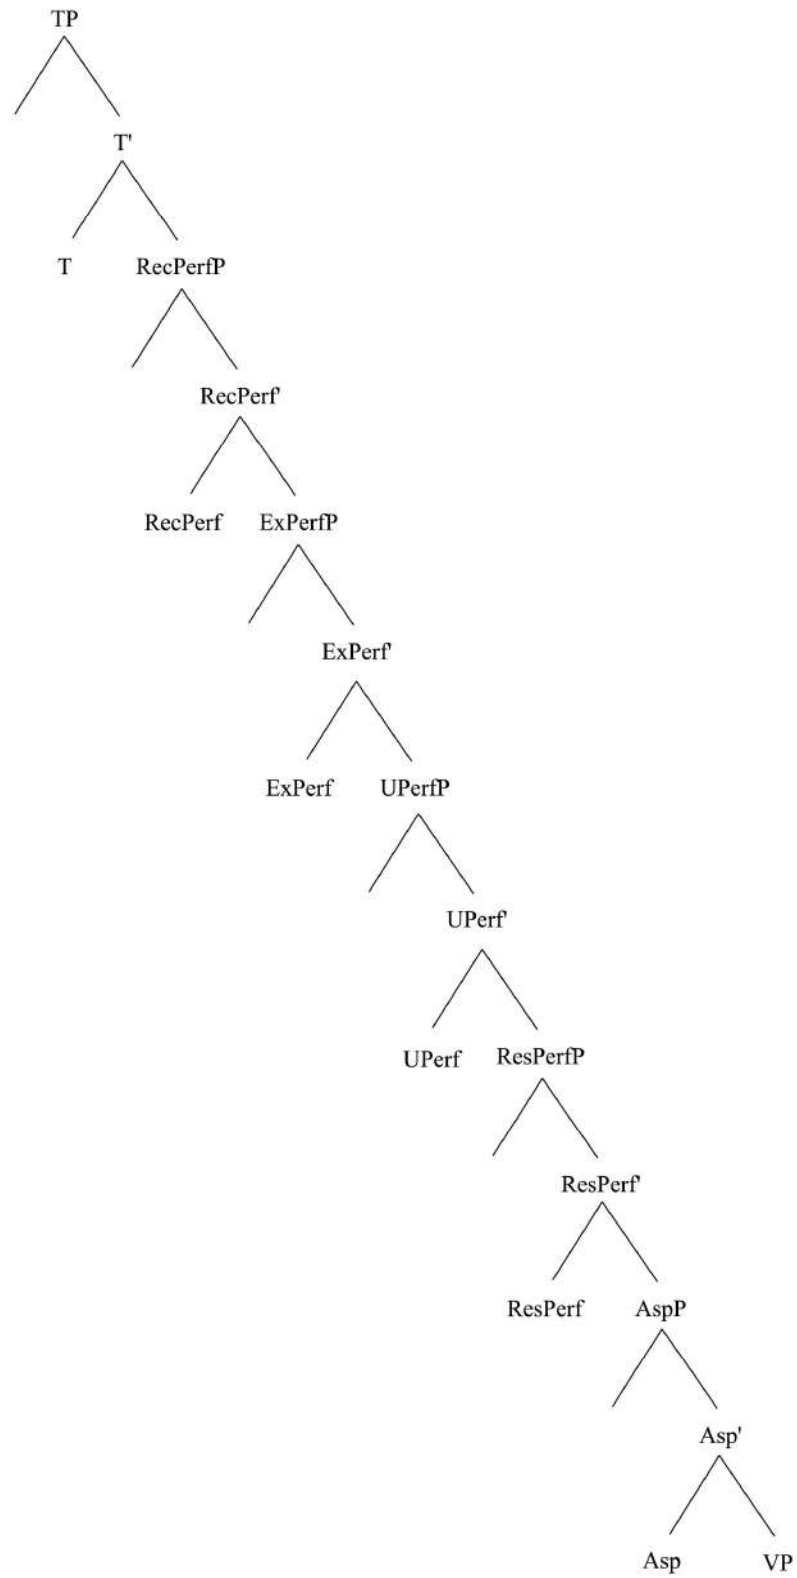 TP
T'
T RecPerfP
RecPerf'
RecPerf ExPerfP
ExPerf'
ExPerf UPerfP
UPerf'
UPerf ResPerfP
ResPerf'
ResPerf AspP
Asp'
Asp VP